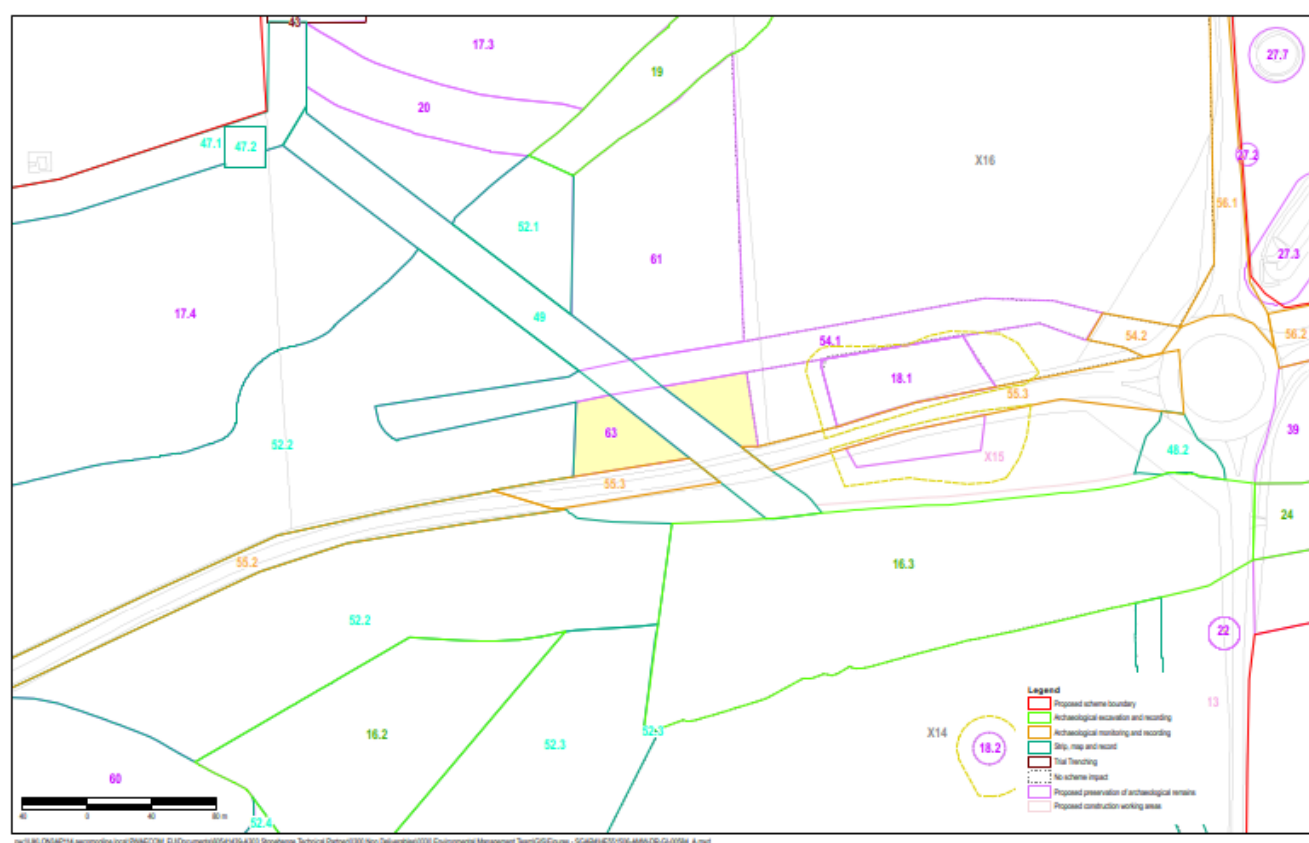 43
17.3
27.7
19
20
47.1
47.2
X16
27.2
56.1
52.1
61
27.3
17.4
49
54.1
54.2
56.2
18.1
55.3
63
39
52.2
X15
48.2
55.3
24
55.2
16.3
52.2
22
Legend
Proposed scheme boundary
13
Archaeological excavation and recording
52.3
X14
Archaeological monitoring and recording
16.2
52.3
18.2
Strip, map and record
Trial Trenching
60
No scheme impact
Proposed preservation of archaeological remains
40 0 40 80 m
Proposed construction working areas
52.4